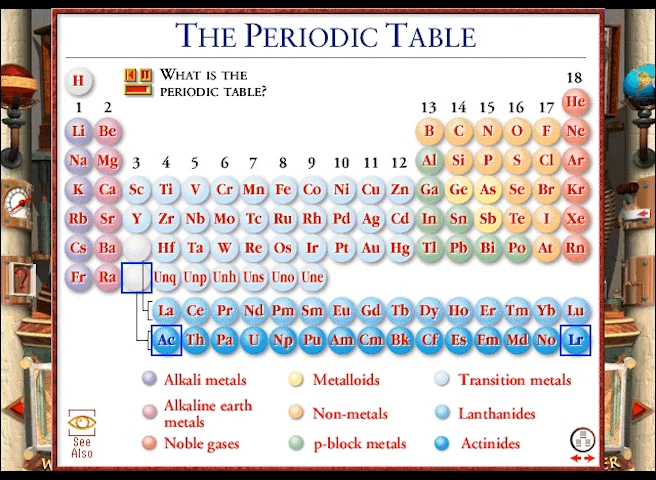 THE PERIODIC TABLE
H WHAT IS THE 18
PERIODIC TABLE? He
1 2 13 14 15 16 17
Li Be B C N O F Ne
Na Mg Al Si P S Cl Ar
3 4 5 6 7 8 9 10 11 12
K Ca Sc Ti V Cr Mn Fe Co Ni Cu Zn Ga Ge As Se Br Kr
Rb Sr Y Zr Nb Mo Tc Ru Rh Pd Ag Cd In Sn Sb Te I Xe
Cs Ba Hf Ta W Re Os Ir Pt Au Hg Tl Pb Bi Po At Rn
Fr Ra Unq Unp Unh Uns Uno Une
La Ce Pr Nd Pm Sm Eu Gd Tb Dy Ho Er Tm Yb Lu
Ac Th Pa U Np Pu Am Cm Bk Cf Es Fm Md No Lr
Alkali metals Metalloids Transition metals
Alkaline earth
metals Non-metals Lanthanides
Noble gases p-block metals Actinides
See
Also